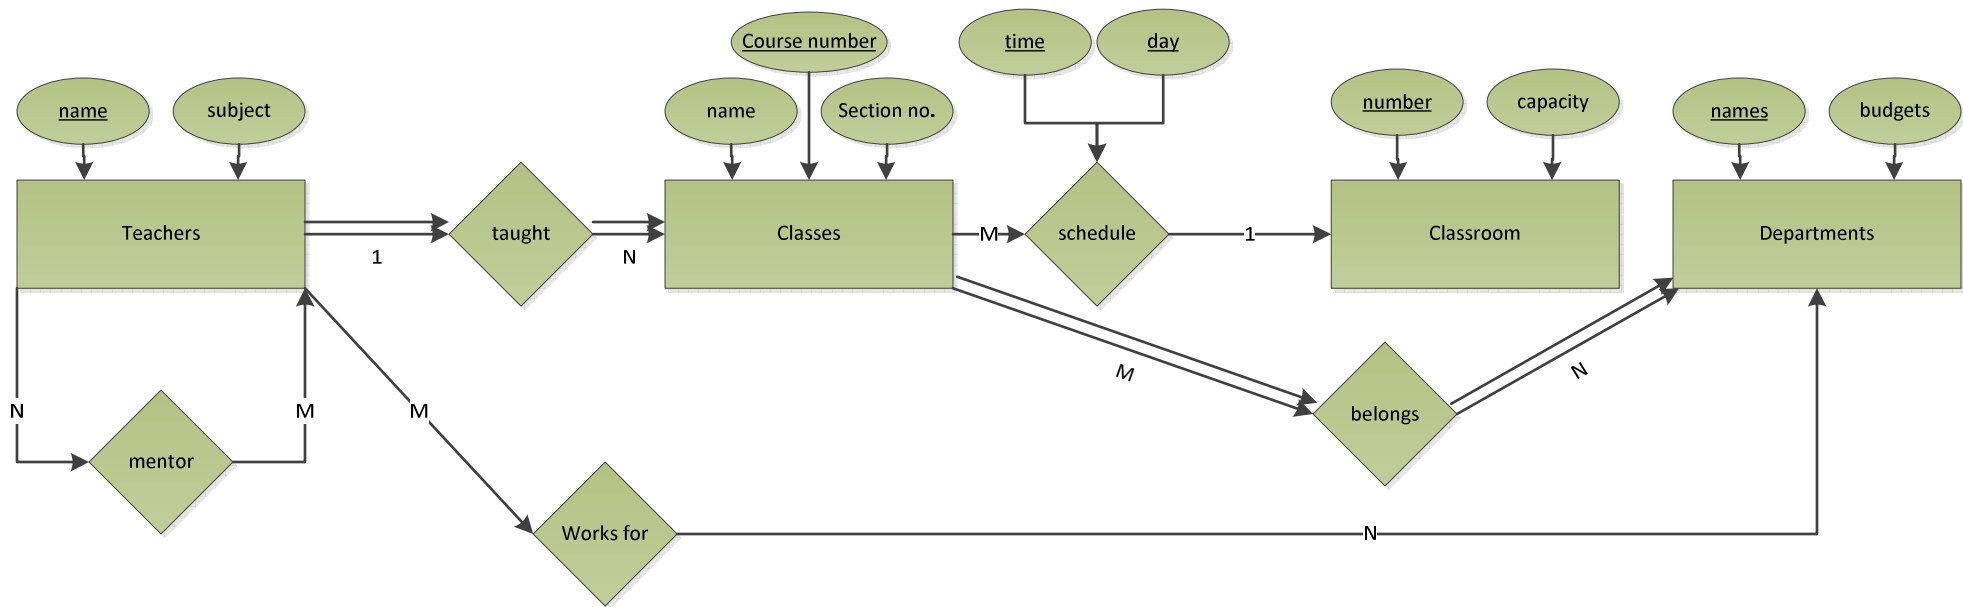 Course number
time
day
name
subject
name
Section no.
number
capacity
names
budgets
Teachers
taught
Classes
M
schedule
1
Classroom
Departments
1
N
M
N
N
M
M
belongs
mentor
Works for
N